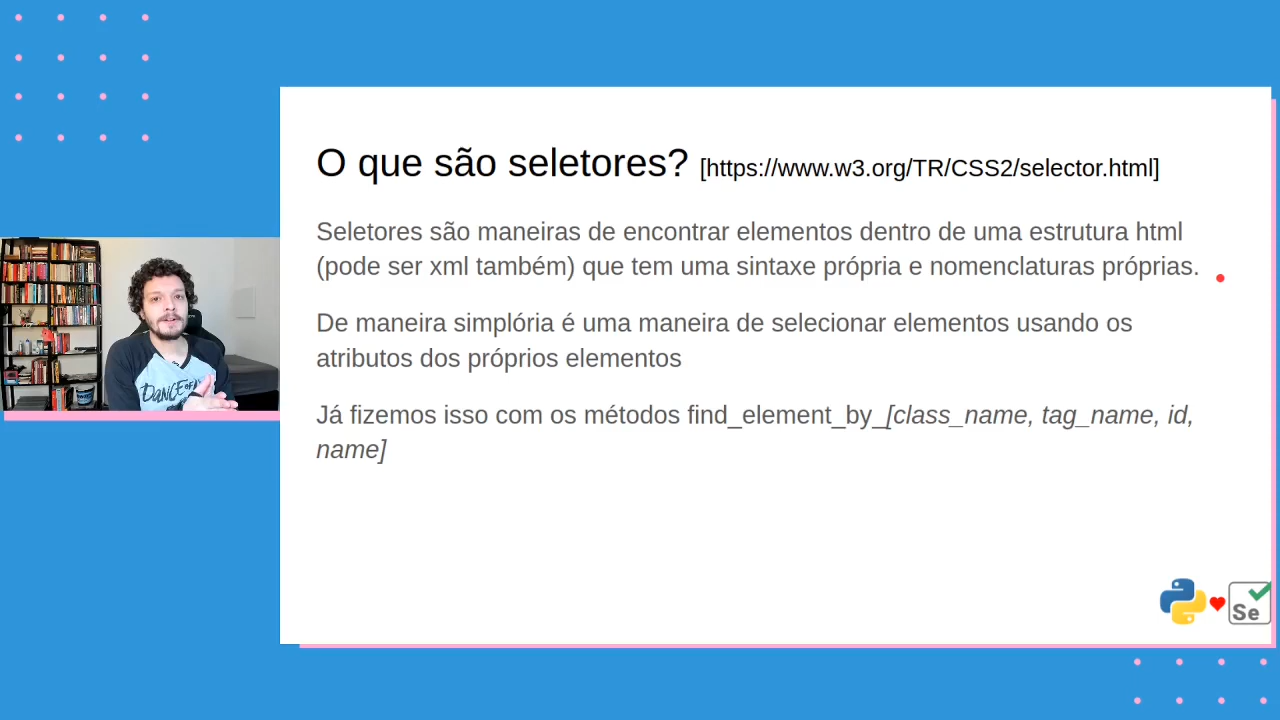 O que são seletores? [https://www.w3.org/TR/CSS2/selector.html]
Seletores são maneiras de encontrar elementos dentro de uma estrutura html
(pode ser xml também) que tem uma sintaxe própria e nomenclaturas próprias.
De maneira simplória é uma maneira de selecionar elementos usando os
atributos dos próprios elementos
Já fizemos isso com os métodos find_element_by_[class_name, tag_name, id,
name]
DANCE OF
Se